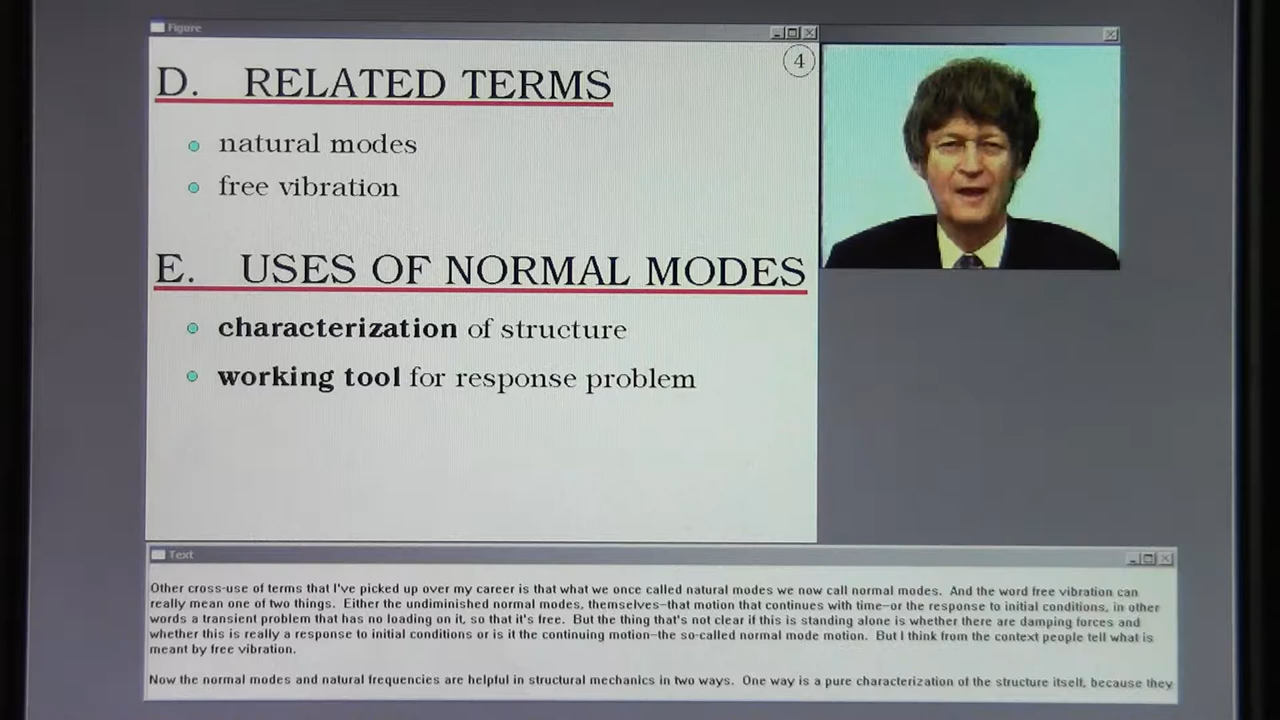 Figure
4
D. RELATED TERMS
natural modes
free vibration
E. USES OF NORMAL MODES
characterization of structure
working tool for response problem
Text
Other cross-use of terms that I've picked up over my career is that what we once called natural modes we now call normal modes. And the word free vibration can
really mean one of two things. Either the undiminished normal modes, themselves--that motion that continues with time--or the response to initial conditions, in other
words a transient problem that has no loading on it, so that it's free. But the thing that's not clear if this is standing alone is whether there are damping forces and
whether this is really a response to initial conditions or is it the continuing motion--the so-called normal mode motion. But I think from the context people tell what is
meant by free vibration.
Now the normal modes and natural frequencies are helpful in structural mechanics in two ways. One way is a pure characterization of the structure itself, because they